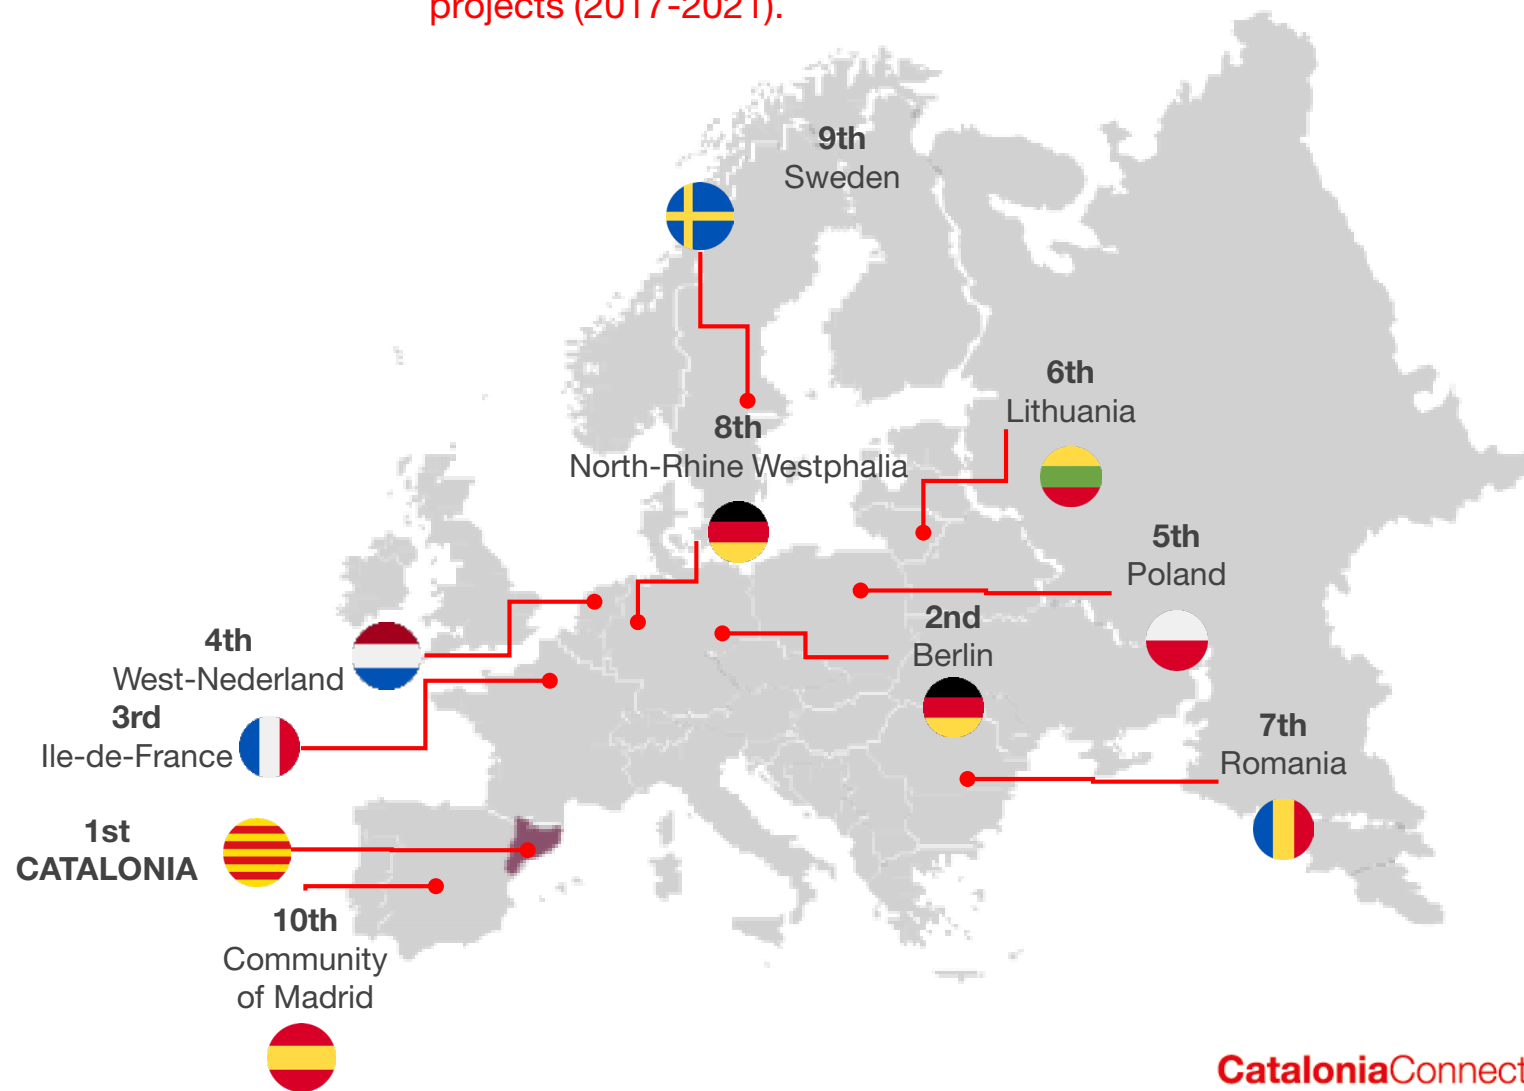 projects (2017-2021).
9th
Sweden
6th
Lithuania
8th
North-Rhine Westphalia
5th
Poland
2nd
Berlin
4th
West-Nederland
3rd
Ile-de-France
7th
Romania
1st
CATALONIA
10th
Community
of Madrid
CataloniaConnect